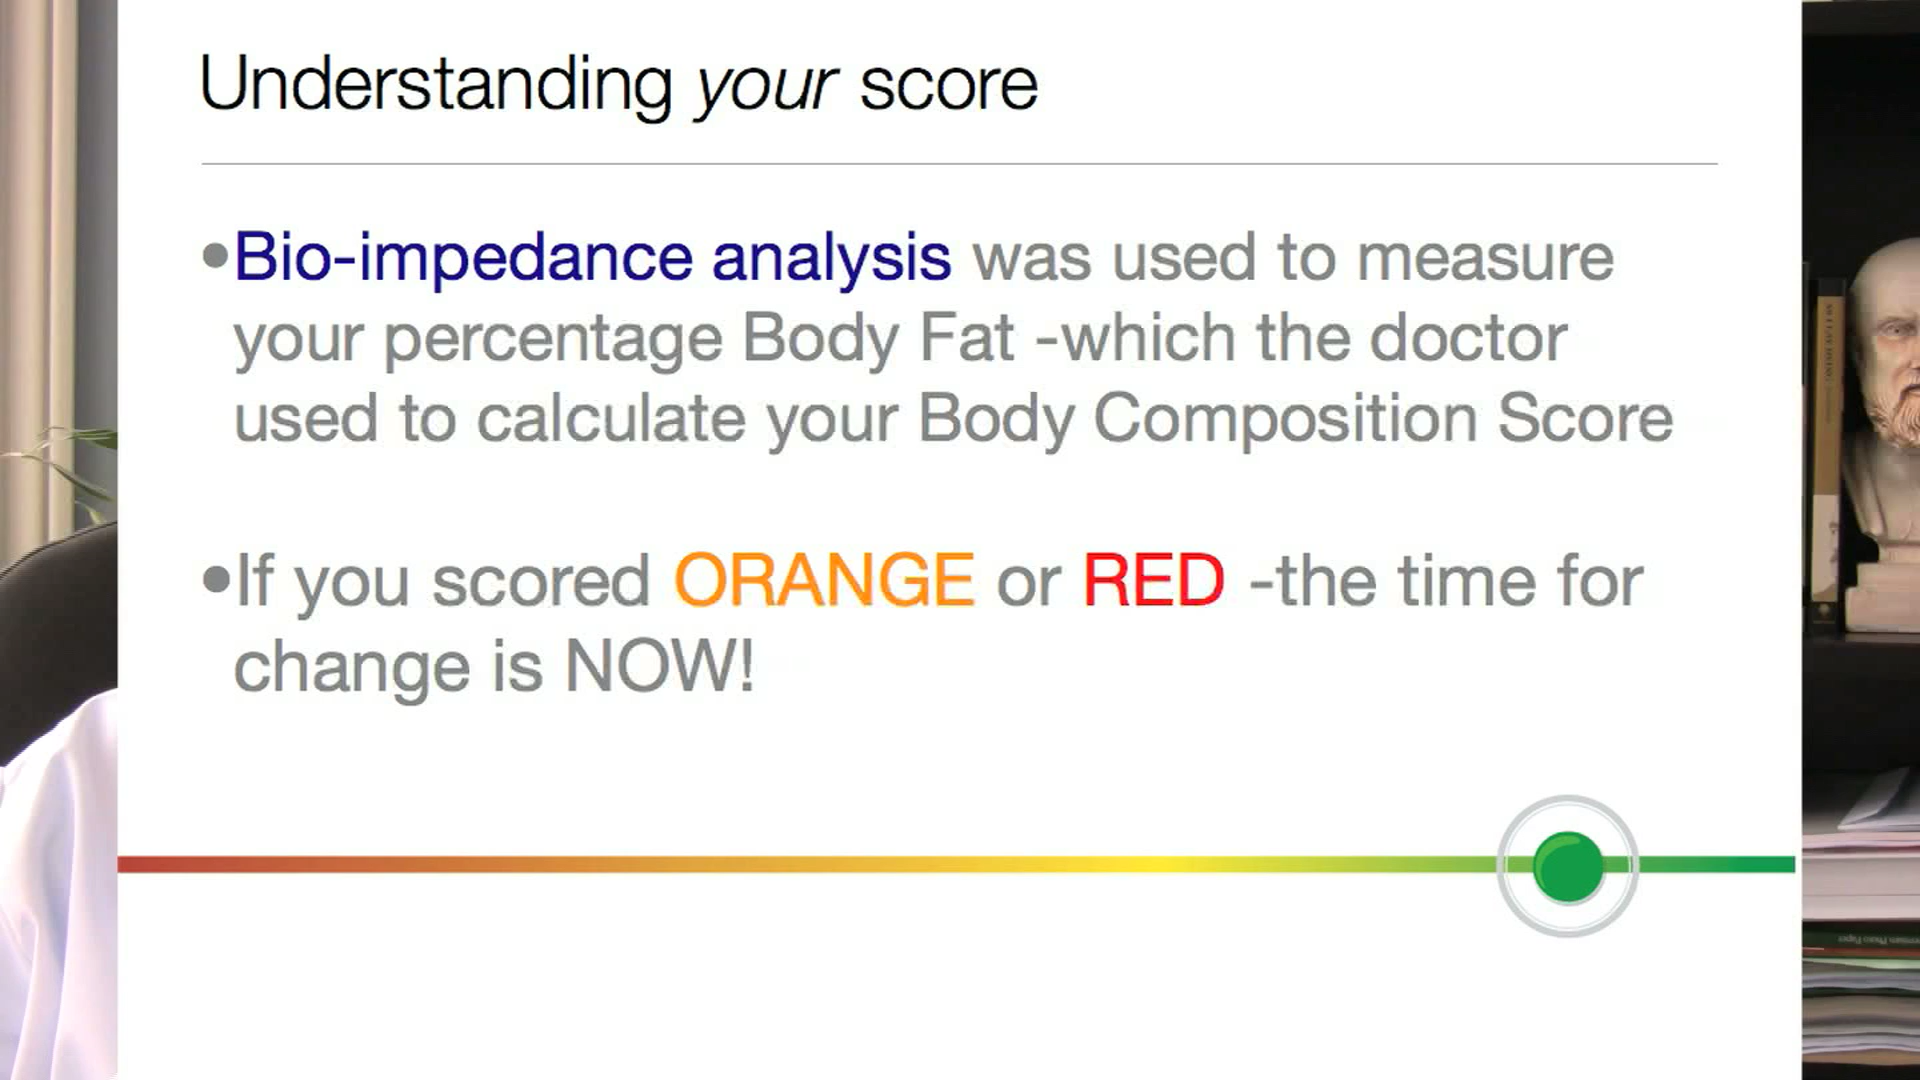 Understanding your score
•Bio-impedance analysis was used to measure
your percentage Body Fat -which the doctor
used to calculate your Body Composition Score
•If you scored ORANGE or RED -the time for
change is NOW!